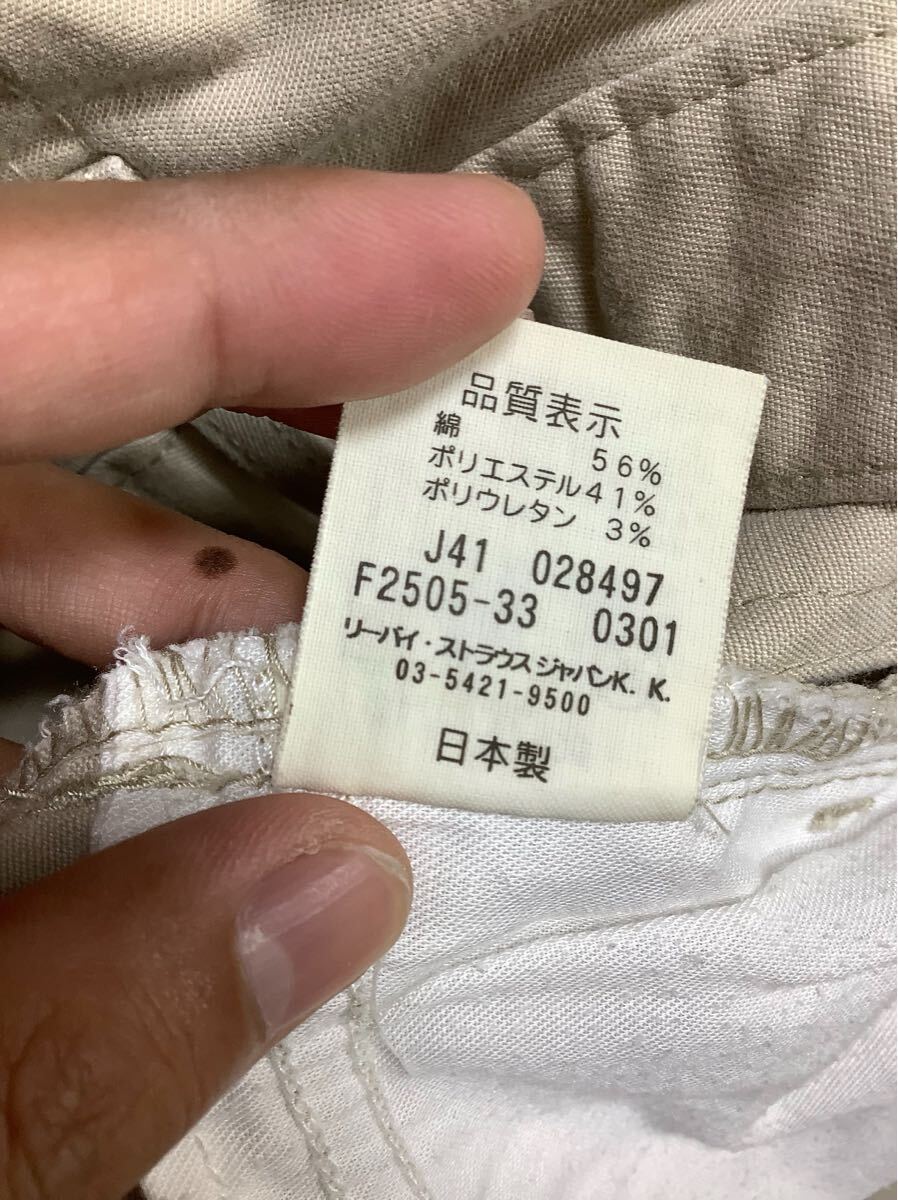 品質表示
綿 56%
ポリエステル41%
ポリウレタン 3%
J41 028497
F2505-33 0301
リーバイ・ストラウスジャパンK.K.
03-5421-9500
日本製